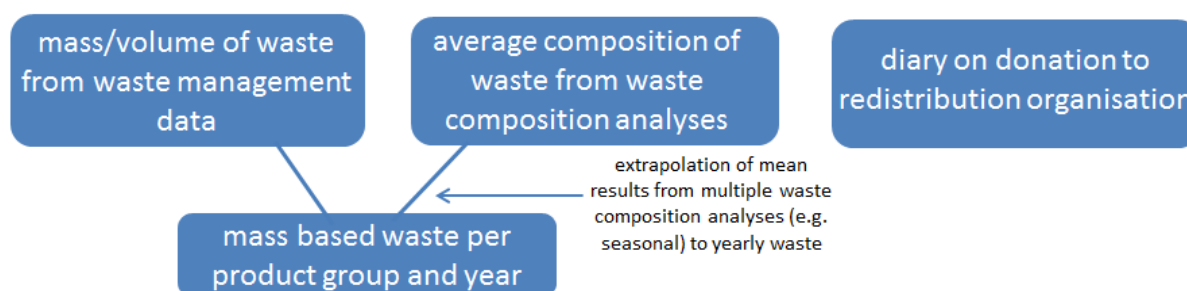 mass/volume of waste
from waste management
data
average composition of
waste from waste
composition analyses
diary on donation to
redistribution organisation
extrapolation of mean
results from multiple waste
composition analyses (e.g.
seasonal) to yearly waste
mass based waste per
product group and year